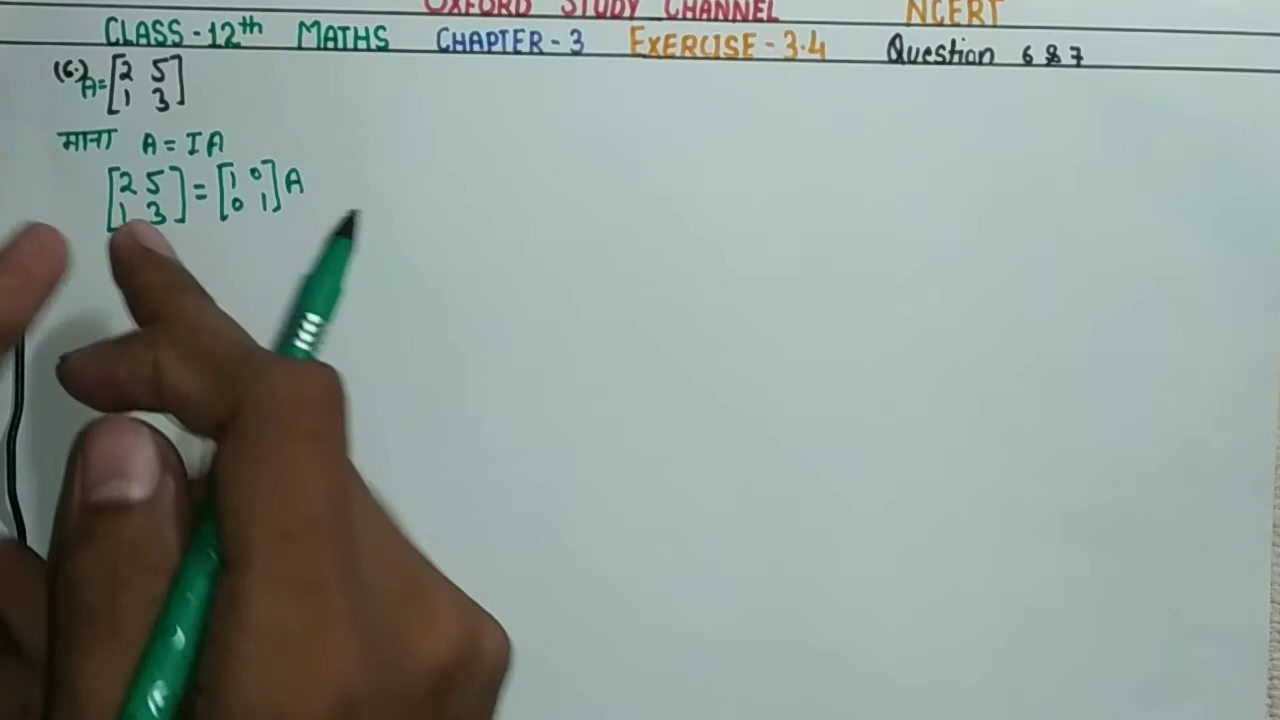 OXFORD STUDY CHANNEL NCERT
CLASS-12th MATHS CHAPTER-3 EXERCISE-3.4 Question 6 & 7
(6.) A=[2 5
1 3]
माना A = IA
[2 5 = [1 0 A
1 3] 0 1]